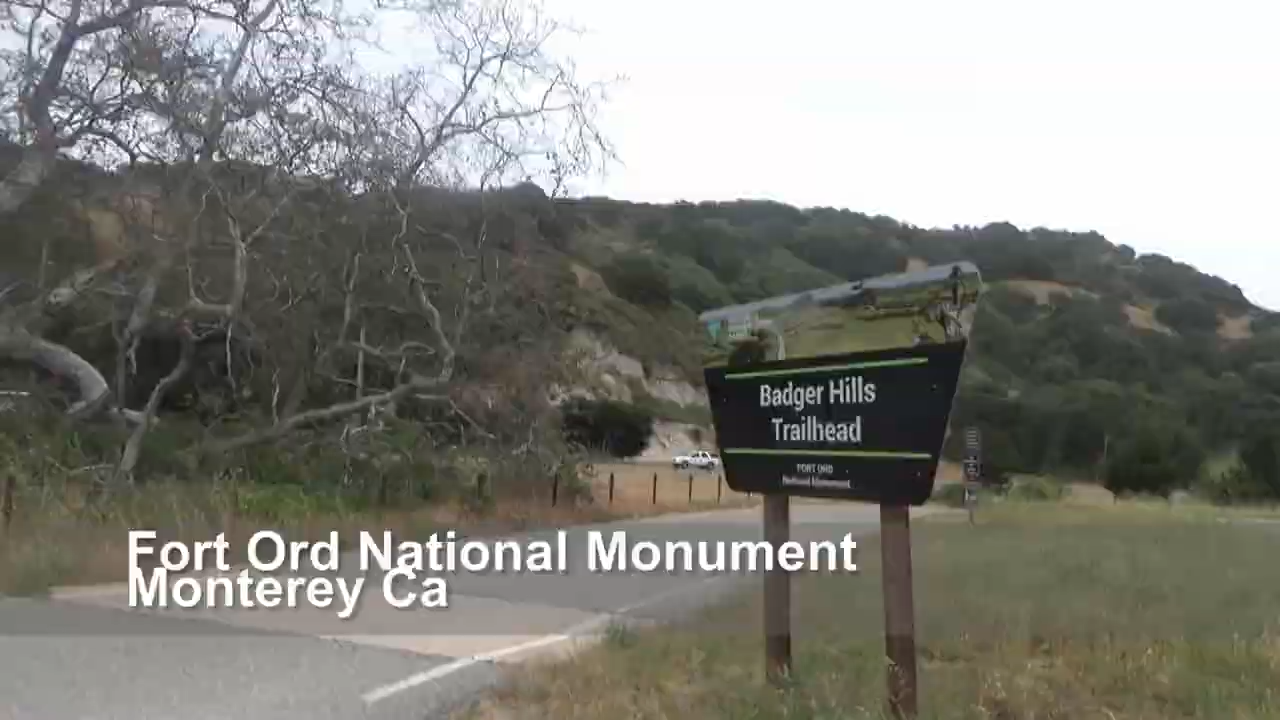 Badger Hills
Trailhead
FORT ORD
National Monument
Fort Ord National Monument
Monterey Ca